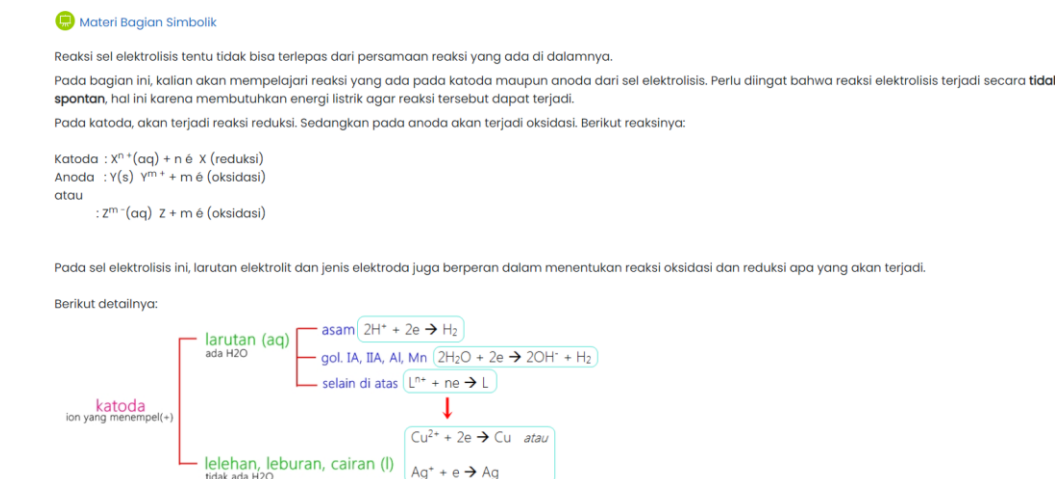 Materi Bagian Simbolik
Reaksi sel elektrolisis tentu tidak bisa terlepas dari persamaan reaksi yang ada di dalamnya.
Pada bagian ini, kalian akan mempelajari reaksi yang ada pada katoda maupun anoda dari sel elektrolisis. Perlu diingat bahwa reaksi elektrolisis terjadi secara
spontan, hal ini karena membutuhkan energi listrik agar reaksi tersebut dapat terjadi.
Pada katoda, akan terjadi reaksi reduksi. Sedangkan pada anoda akan terjadi oksidasi. Berikut reaksinya:
Katoda : Xⁿ⁺(aq) + n é X (reduksi)
Anoda : Y(s) Yᵐ⁺ + m é (oksidasi)
atau
: Zᵐ⁻(aq) Z + m é (oksidasi)
Pada sel elektrolisis ini, larutan elektrolit dan jenis elektroda juga berperan dalam menentukan reaksi oksidasi dan reduksi apa yang akan terjadi.
Berikut detailnya:
katoda
ion yang menempel(+)
larutan (aq)
ada H2O
asam 2H⁺ + 2e → H₂
gol. IA, IIA, Al, Mn 2H₂O + 2e → 2OH⁻ + H₂
selain di atas Lⁿ⁺ + ne → L
lelehan, leburan, cairan (l)
tidak ada H2O
Cu²⁺ + 2e → Cu atau
Ag⁺ + e → Ag